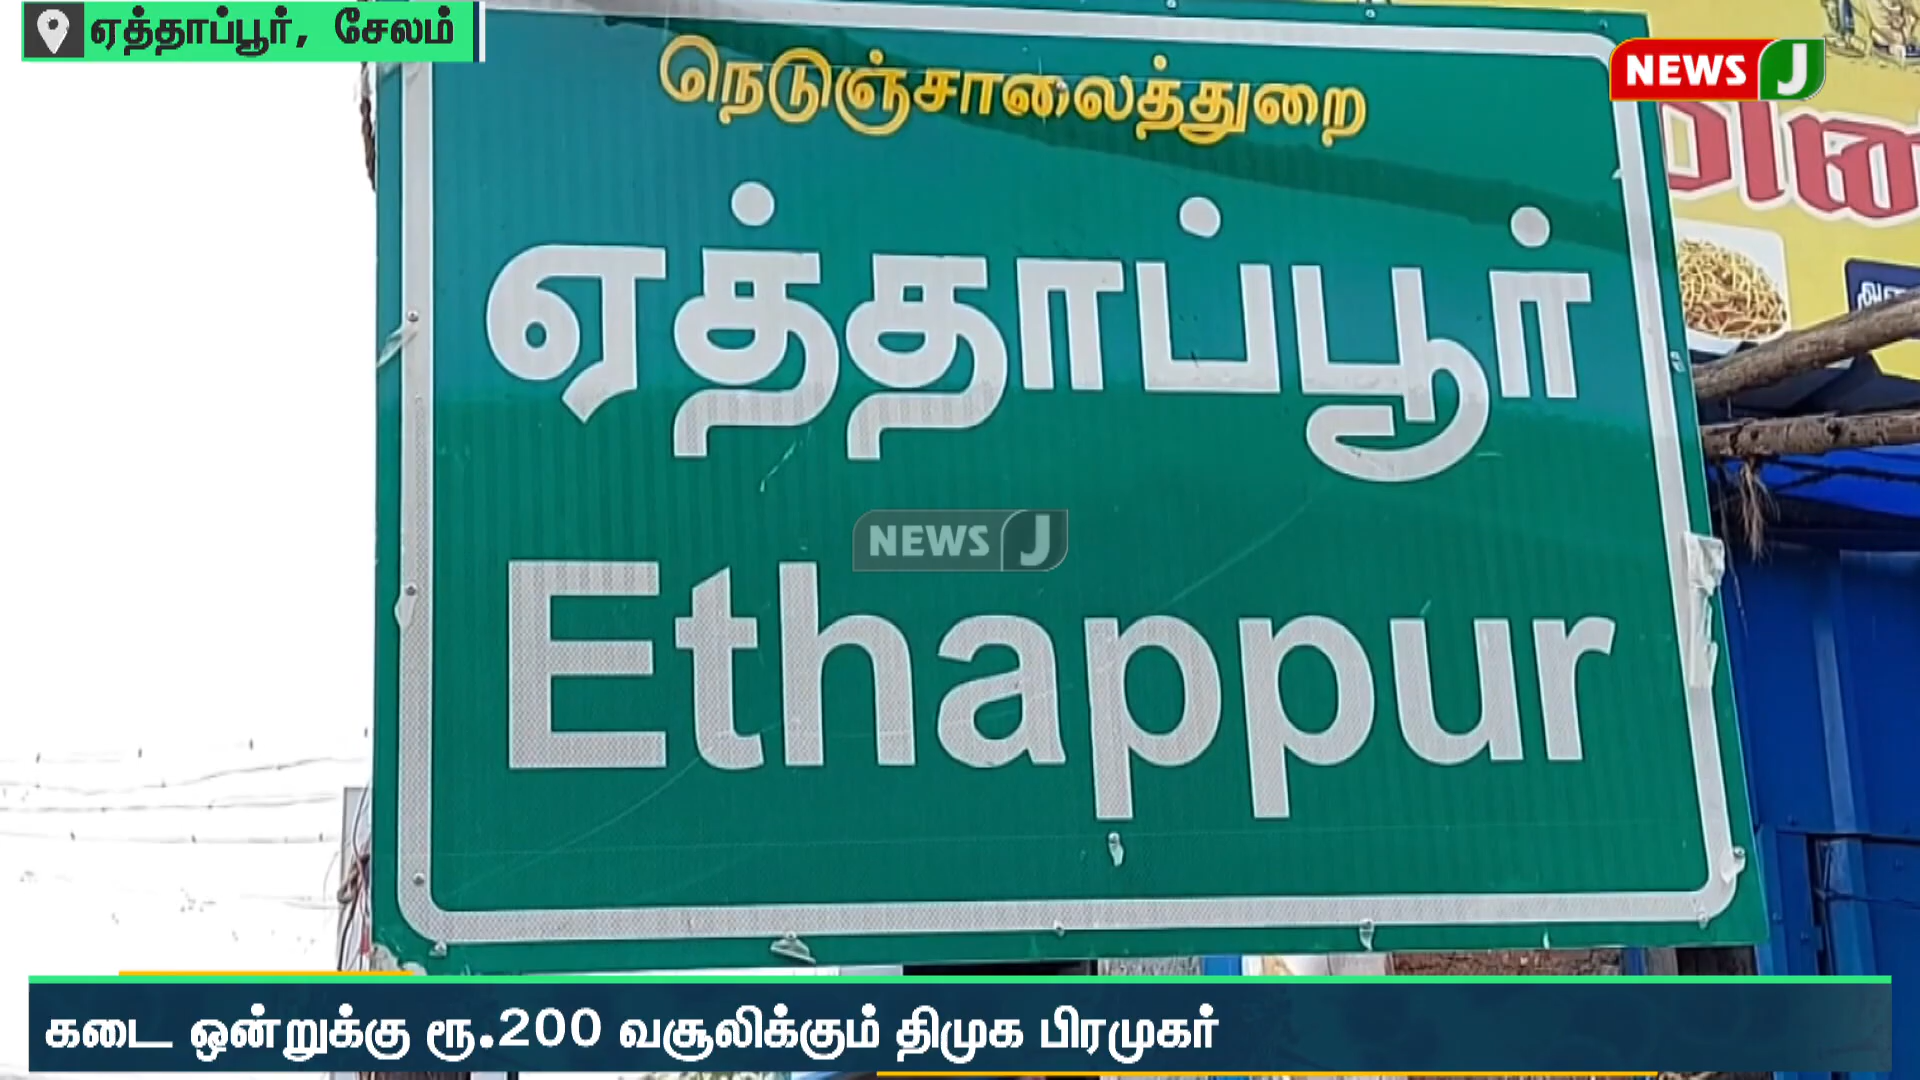 ஏத்தாப்பூர், சேலம்
NEWS J
நெடுஞ்சாலைத்துறை
ஏத்தாப்பூர்
NEWS J
Ethappur
கடை ஒன்றுக்கு ரூ.200 வசூலிக்கும் திமுக பிரமுகர்